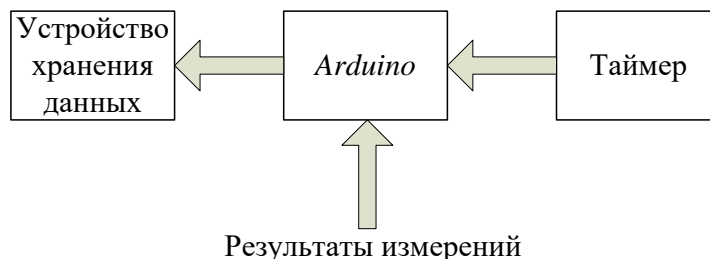 Устройство
хранения
данных
Arduino
Таймер
Результаты измерений